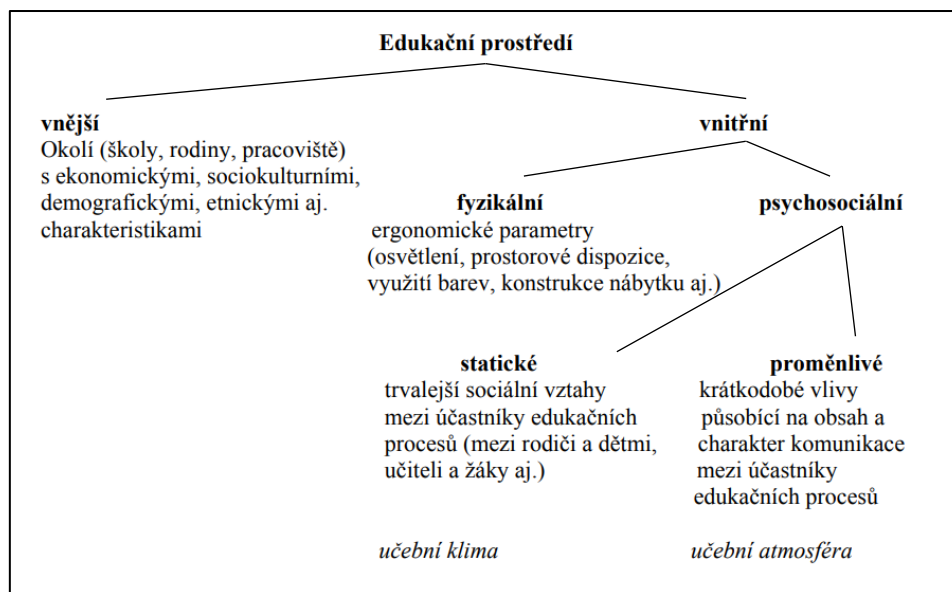 Edukační prostředí
vnější
Okolí (školy, rodiny, pracoviště)
s ekonomickými, sociokulturními,
demografickými, etnickými aj.
charakteristikami
vnitřní
fyzikální
ergonomické parametry
(osvětlení, prostorové dispozice,
využití barev, konstrukce nábytku aj.)
psychosociální
statické
trvalejší sociální vztahy
mezi účastníky edukačních
procesů (mezi rodiči a dětmi,
učiteli a žáky aj.)
učební klima
proměnlivé
krátkodobé vlivy
působící na obsah a
charakter komunikace
mezi účastníky
edukačních procesů
učební atmosféra